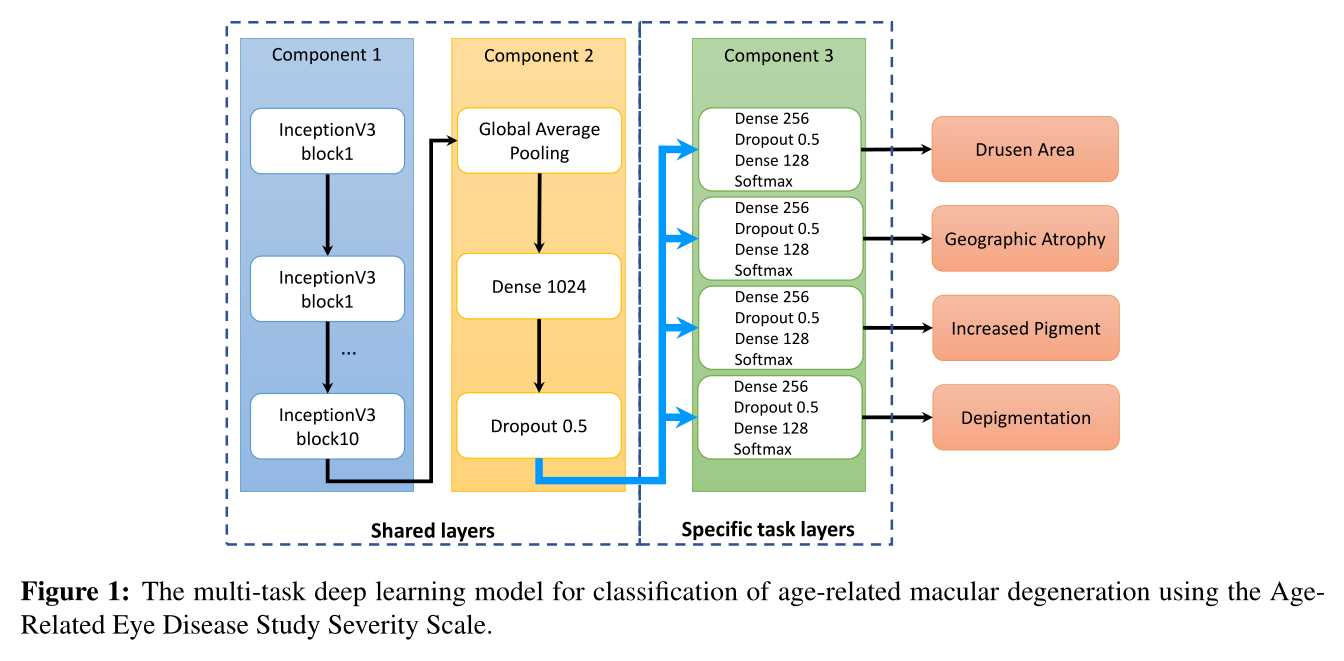 Component 1
InceptionV3
block1
InceptionV3
block1
...
InceptionV3
block10
Component 2
Global Average
Pooling
Dense 1024
Dropout 0.5
Shared layers
Component 3
Dense 256
Dropout 0.5
Dense 128
Softmax
Dense 256
Dropout 0.5
Dense 128
Softmax
Dense 256
Dropout 0.5
Dense 128
Softmax
Dense 256
Dropout 0.5
Dense 128
Softmax
Specific task layers
Drusen Area
Geographic Atrophy
Increased Pigment
Depigmentation
Figure 1: The multi-task deep learning model for classification of age-related macular degeneration using the Age-
Related Eye Disease Study Severity Scale.